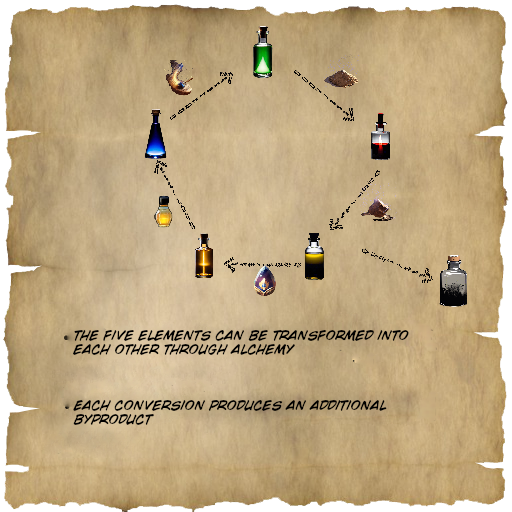 • THE FIVE ELEMENTS CAN BE TRANSFORMED INTO
EACH OTHER THROUGH ALCHEMY
• EACH CONVERSION PRODUCES AN ADDITIONAL
BYPRODUCT